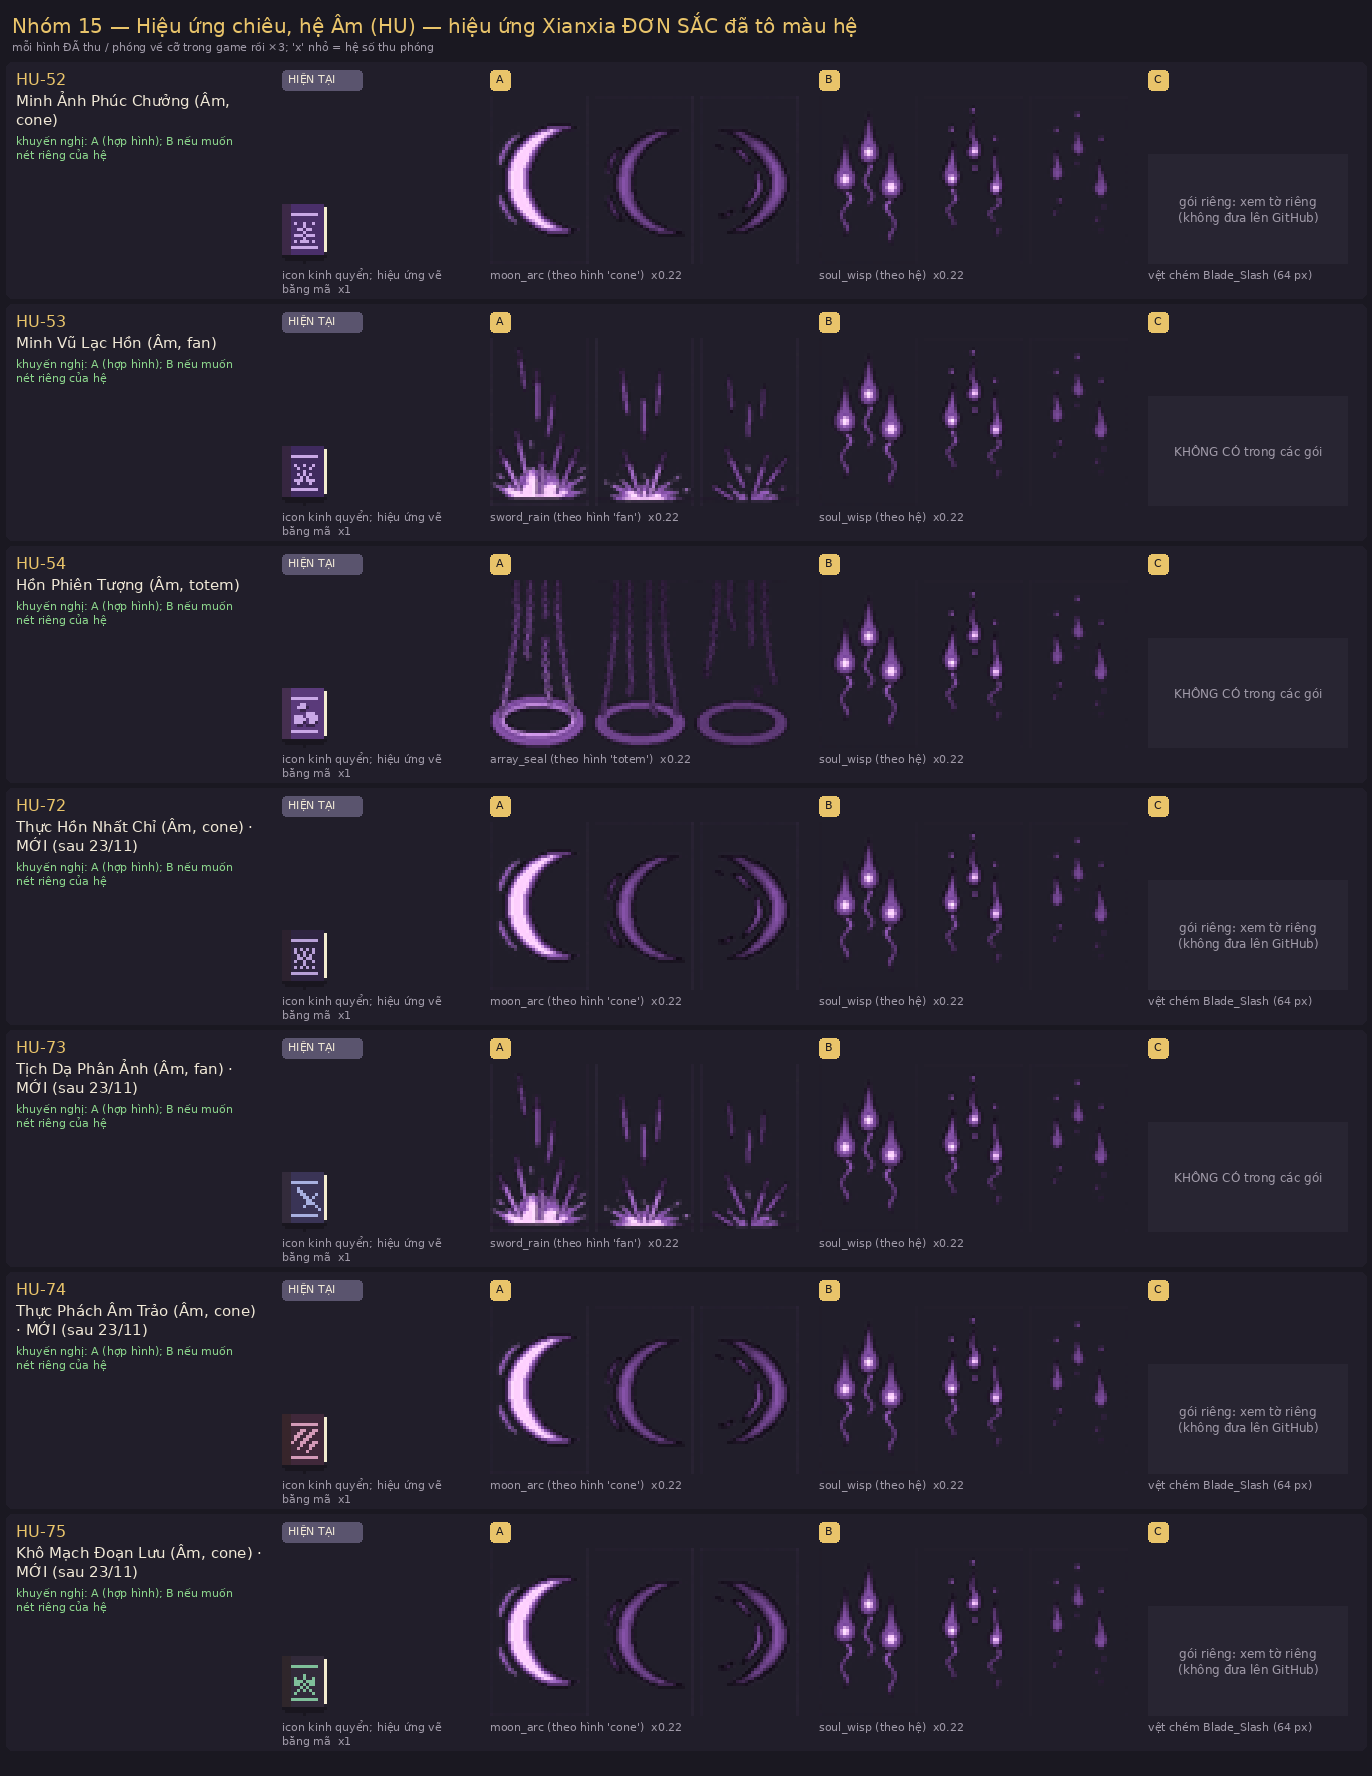 Nhóm 15 — Hiệu ứng chiêu, hệ Âm (HU) — hiệu ứng Xianxia ĐƠN SẮC đã tô màu hệ
mỗi hình ĐÃ thu / phóng về cỡ trong game rồi ×3; 'x' nhỏ = hệ số thu phóng
HU-52
Minh Ảnh Phúc Chưởng (Âm,
cone)
khuyến nghị: A (hợp hình); B nếu muốn
nét riêng của hệ
HIỆN TẠI
icon kinh quyển; hiệu ứng vẽ
bằng mã  x1
A
moon_arc (theo hình 'cone')  x0.22
B
soul_wisp (theo hệ)  x0.22
C
gói riêng: xem tờ riêng
(không đưa lên GitHub)
vệt chém Blade_Slash (64 px)
HU-53
Minh Vũ Lạc Hồn (Âm, fan)
khuyến nghị: A (hợp hình); B nếu muốn
nét riêng của hệ
HIỆN TẠI
icon kinh quyển; hiệu ứng vẽ
bằng mã  x1
A
sword_rain (theo hình 'fan')  x0.22
B
soul_wisp (theo hệ)  x0.22
C
KHÔNG CÓ trong các gói
HU-54
Hồn Phiên Tượng (Âm, totem)
khuyến nghị: A (hợp hình); B nếu muốn
nét riêng của hệ
HIỆN TẠI
icon kinh quyển; hiệu ứng vẽ
bằng mã  x1
A
array_seal (theo hình 'totem')  x0.22
B
soul_wisp (theo hệ)  x0.22
C
KHÔNG CÓ trong các gói
HU-72
Thực Hồn Nhất Chỉ (Âm, cone) ·
MỚI (sau 23/11)
khuyến nghị: A (hợp hình); B nếu muốn
nét riêng của hệ
HIỆN TẠI
icon kinh quyển; hiệu ứng vẽ
bằng mã  x1
A
moon_arc (theo hình 'cone')  x0.22
B
soul_wisp (theo hệ)  x0.22
C
gói riêng: xem tờ riêng
(không đưa lên GitHub)
vệt chém Blade_Slash (64 px)
HU-73
Tịch Dạ Phân Ảnh (Âm, fan) ·
MỚI (sau 23/11)
khuyến nghị: A (hợp hình); B nếu muốn
nét riêng của hệ
HIỆN TẠI
icon kinh quyển; hiệu ứng vẽ
bằng mã  x1
A
sword_rain (theo hình 'fan')  x0.22
B
soul_wisp (theo hệ)  x0.22
C
KHÔNG CÓ trong các gói
HU-74
Thực Phách Âm Trảo (Âm, cone)
· MỚI (sau 23/11)
khuyến nghị: A (hợp hình); B nếu muốn
nét riêng của hệ
HIỆN TẠI
icon kinh quyển; hiệu ứng vẽ
bằng mã  x1
A
moon_arc (theo hình 'cone')  x0.22
B
soul_wisp (theo hệ)  x0.22
C
gói riêng: xem tờ riêng
(không đưa lên GitHub)
vệt chém Blade_Slash (64 px)
HU-75
Khô Mạch Đoạn Lưu (Âm, cone) ·
MỚI (sau 23/11)
khuyến nghị: A (hợp hình); B nếu muốn
nét riêng của hệ
HIỆN TẠI
icon kinh quyển; hiệu ứng vẽ
bằng mã  x1
A
moon_arc (theo hình 'cone')  x0.22
B
soul_wisp (theo hệ)  x0.22
C
gói riêng: xem tờ riêng
(không đưa lên GitHub)
vệt chém Blade_Slash (64 px)